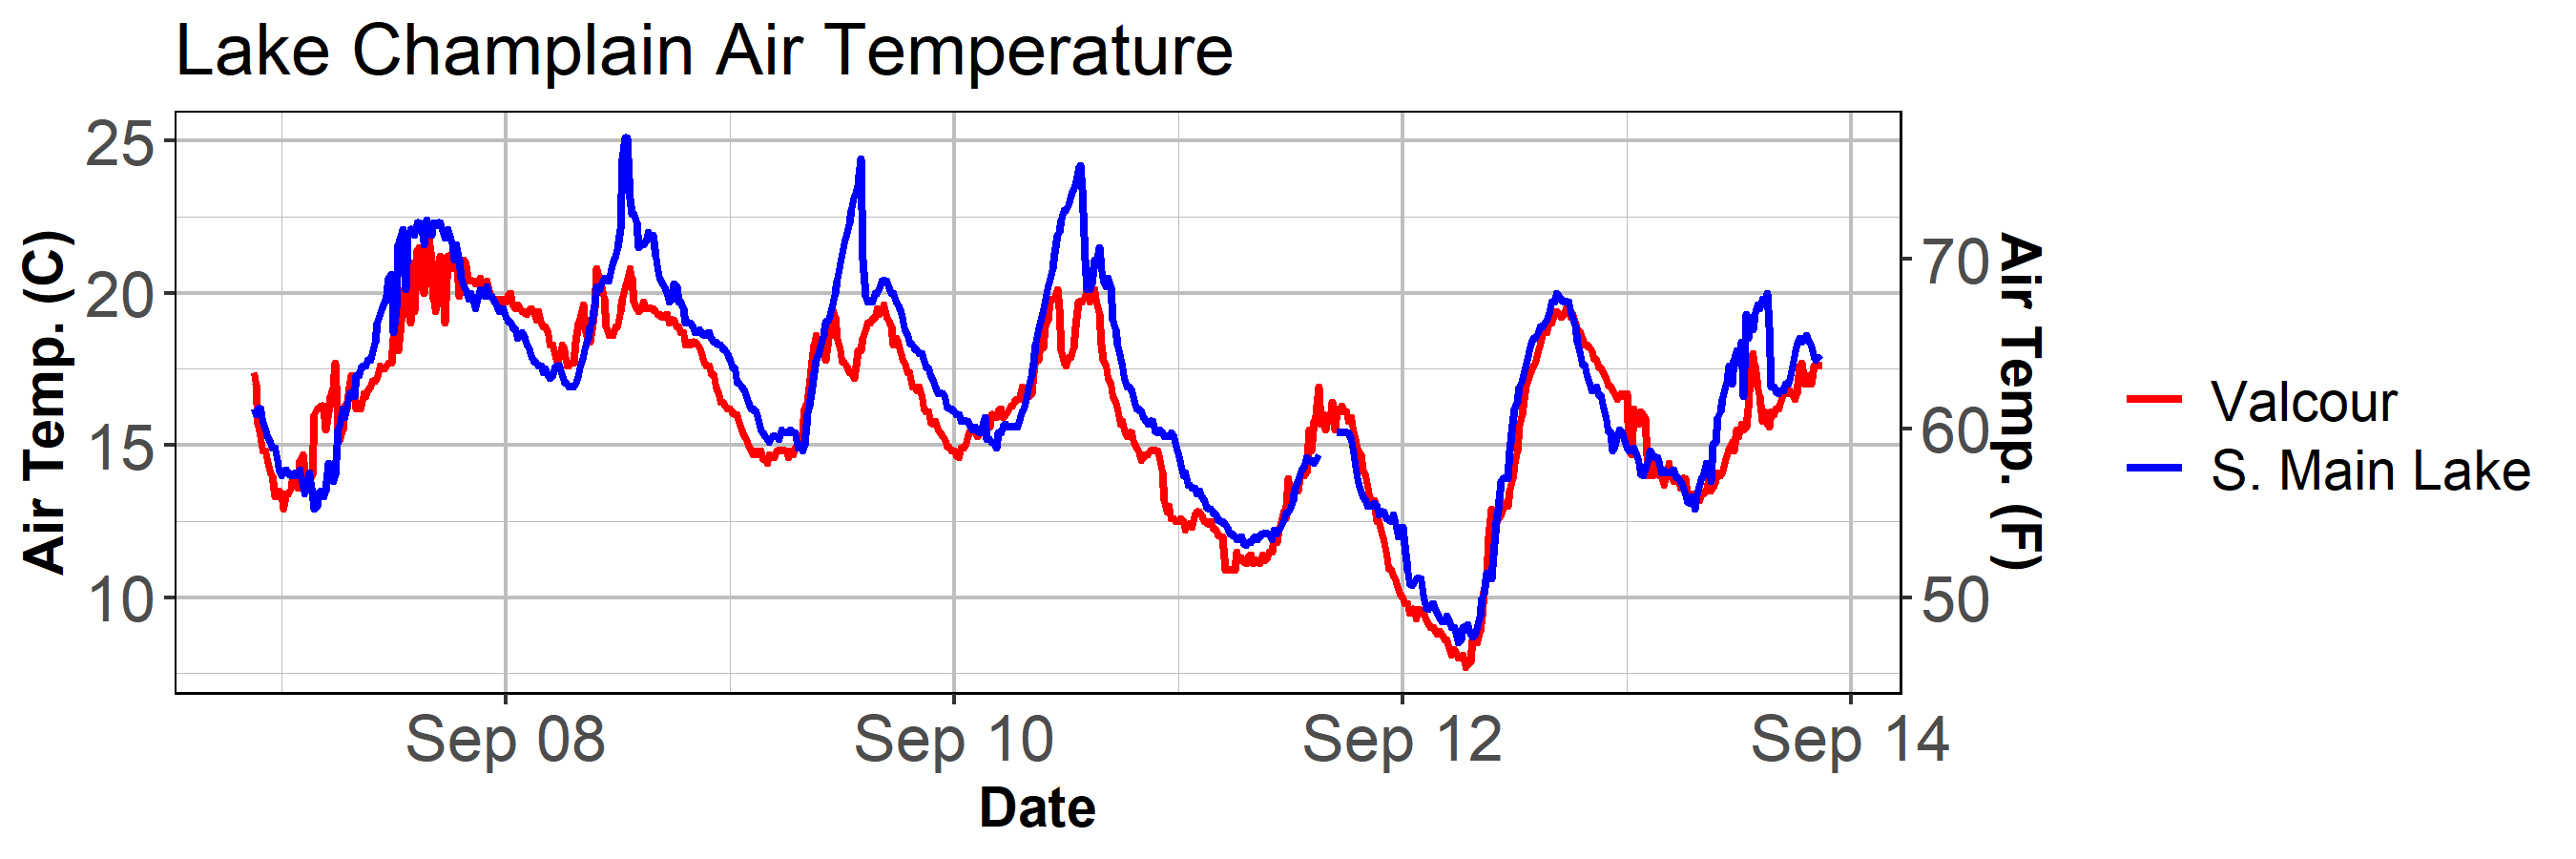 Lake Champlain Air Temperature
Air Temp. (C)
25
20
15
10
Air Temp. (F)
70
60
50
Sep 08
Sep 10
Sep 12
Sep 14
Date
Valcour
S. Main Lake